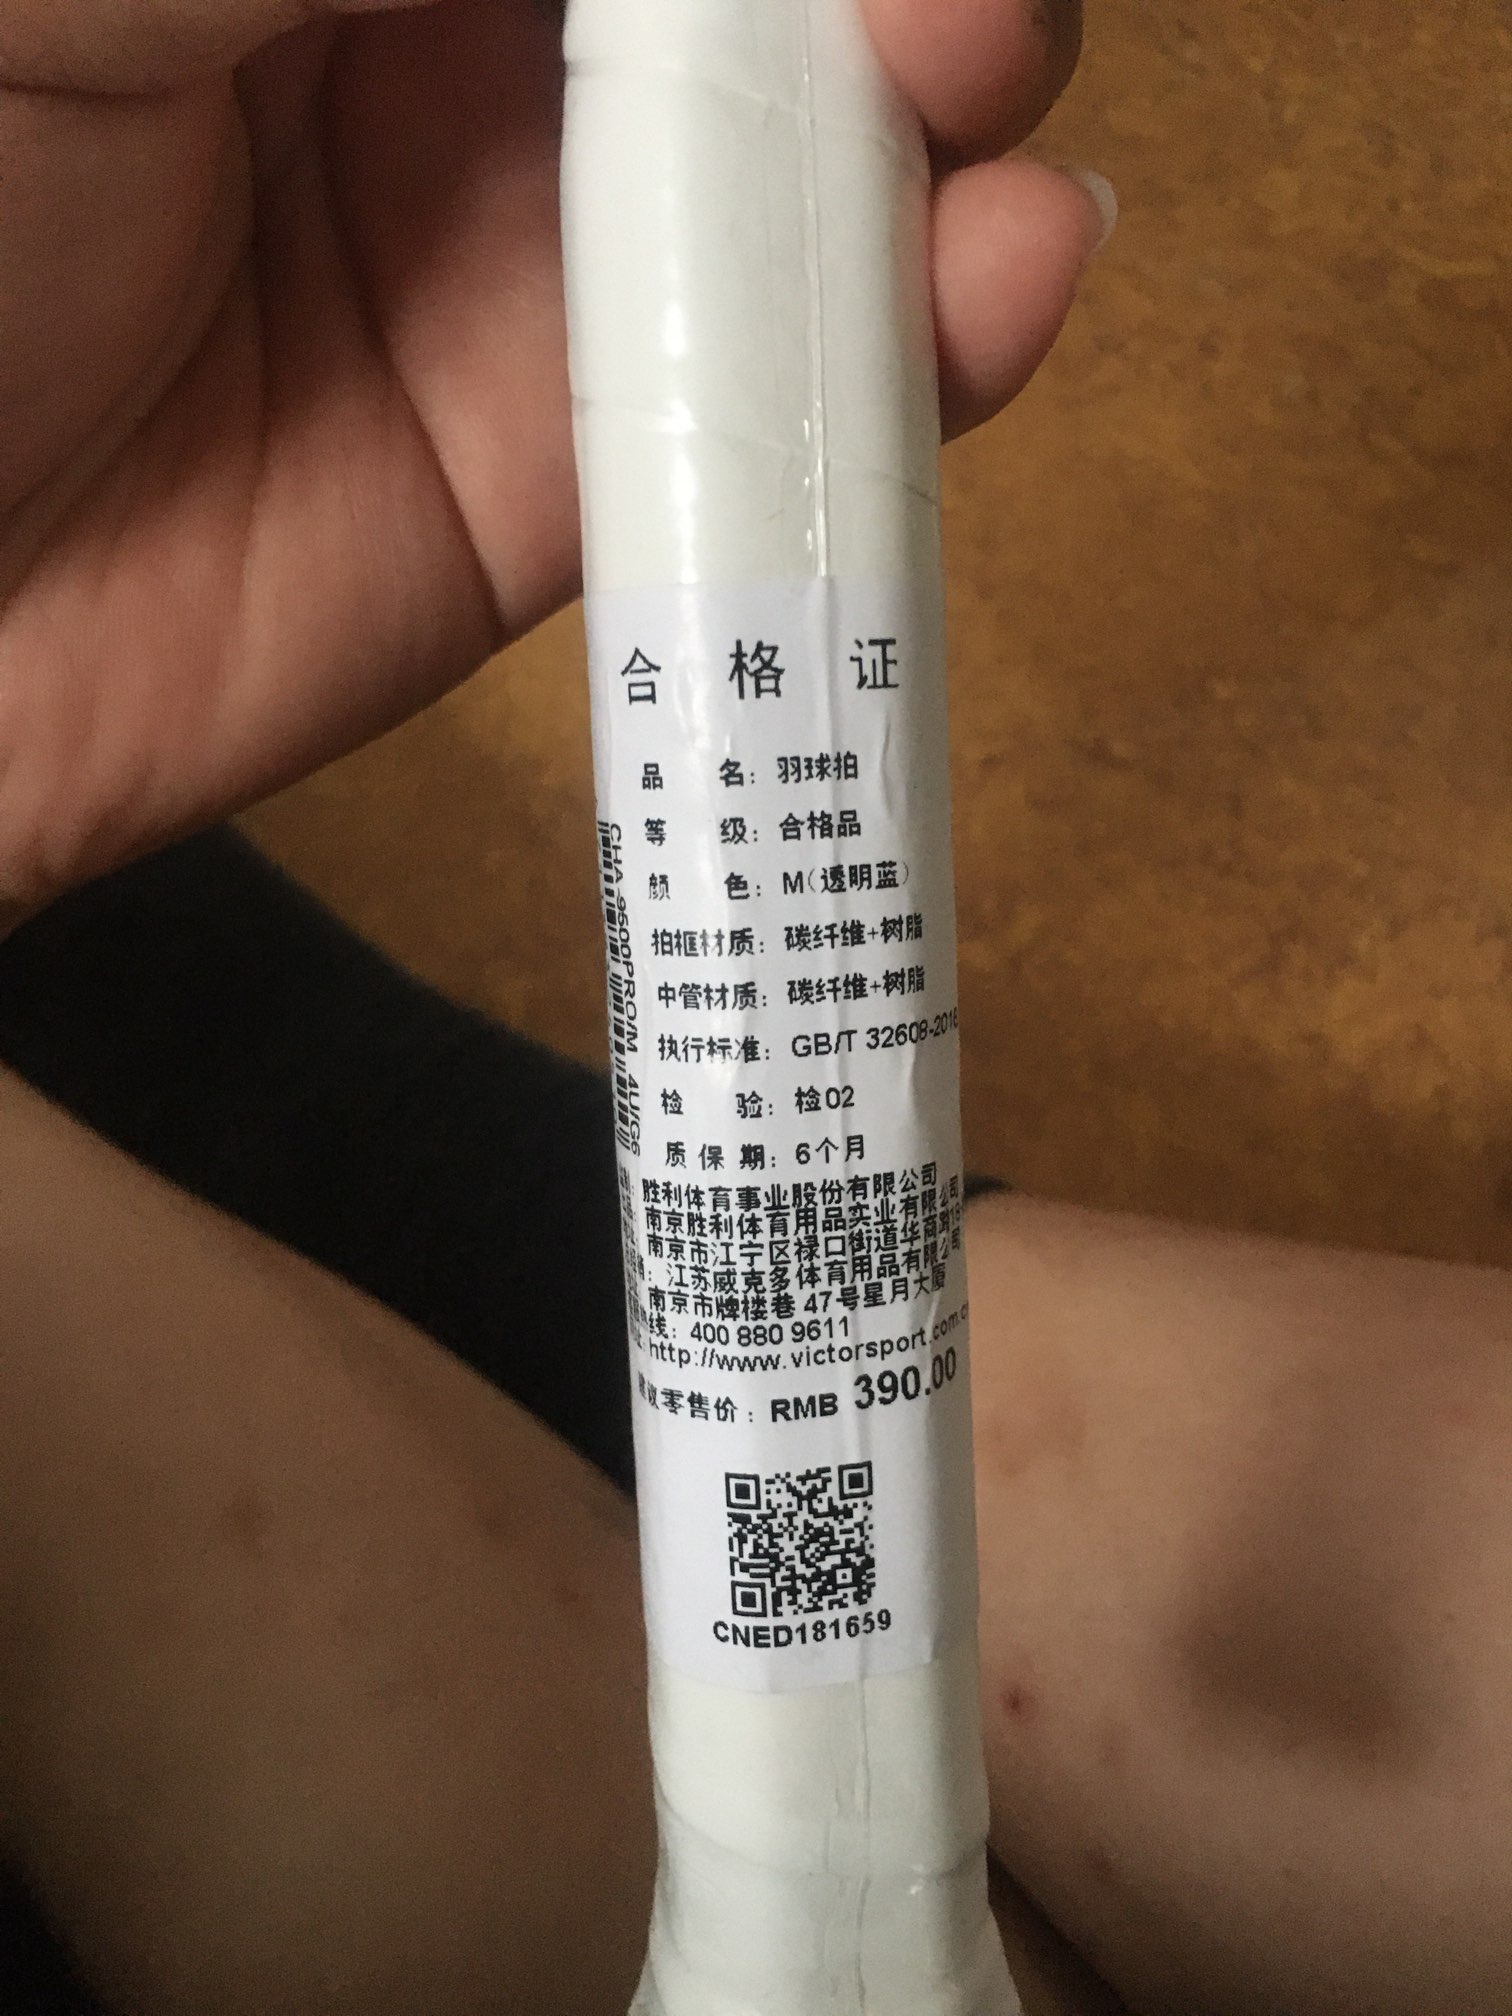 合格证
品名：羽球拍
等级：合格品
颜色：M（透明蓝）
拍框材质：碳纤维+树脂
中管材质：碳纤维+树脂
执行标准：GB/T 32608-2016
检验：检02
质保期：6个月
胜利体育事业股份有限公司
南京胜利体育用品实业有限公司
南京市江宁区禄口街道华商路18
江苏威克多体育用品有限公司
南京市牌楼巷 47号星月大厦
线：400 880 9611
http://www.victorsport.com.c
建议零售价：RMB 390.00
CNED181659
CHA-9500PRO/M 4U/G6